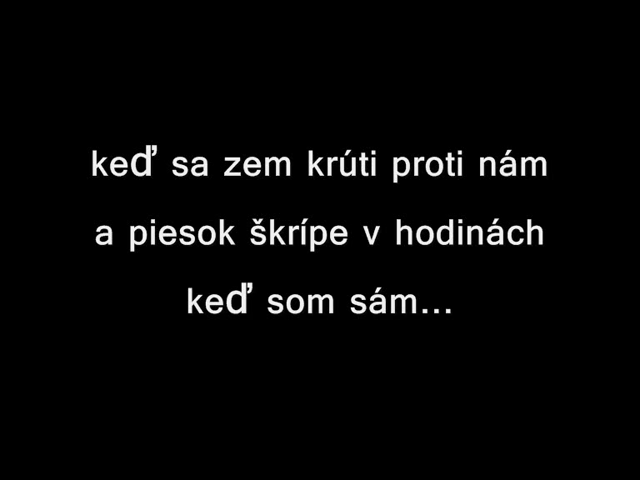 keď sa zem krúti proti nám
a piesok škrípe v hodinách
keď som sám...